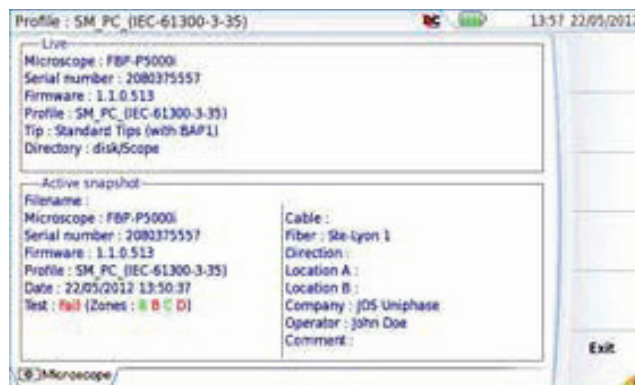 Profile : SM_PC_(IEC-61300-3-35)
13:57 22/05/2012
Live
Microscope : FBP-P5000i
Serial number : 2080375557
Firmware : 1.1.0.513
Profile : SM_PC_(IEC-61300-3-35)
Tip : Standard Tips (with BAP1)
Directory : disk/Scope
Active snapshot
Filename :
Microscope : FBP-P5000i
Serial number : 2080375557
Firmware : 1.1.0.513
Profile : SM_PC_(IEC-61300-3-35)
Date : 22/05/2012 13:50:37
Test : Fail (Zones : A B C D)
Cable :
Fiber : Ste-Lyon 1
Direction :
Location A :
Location B :
Company : JDS Uniphase
Operator : John Doe
Comment :
Exit
Microscope